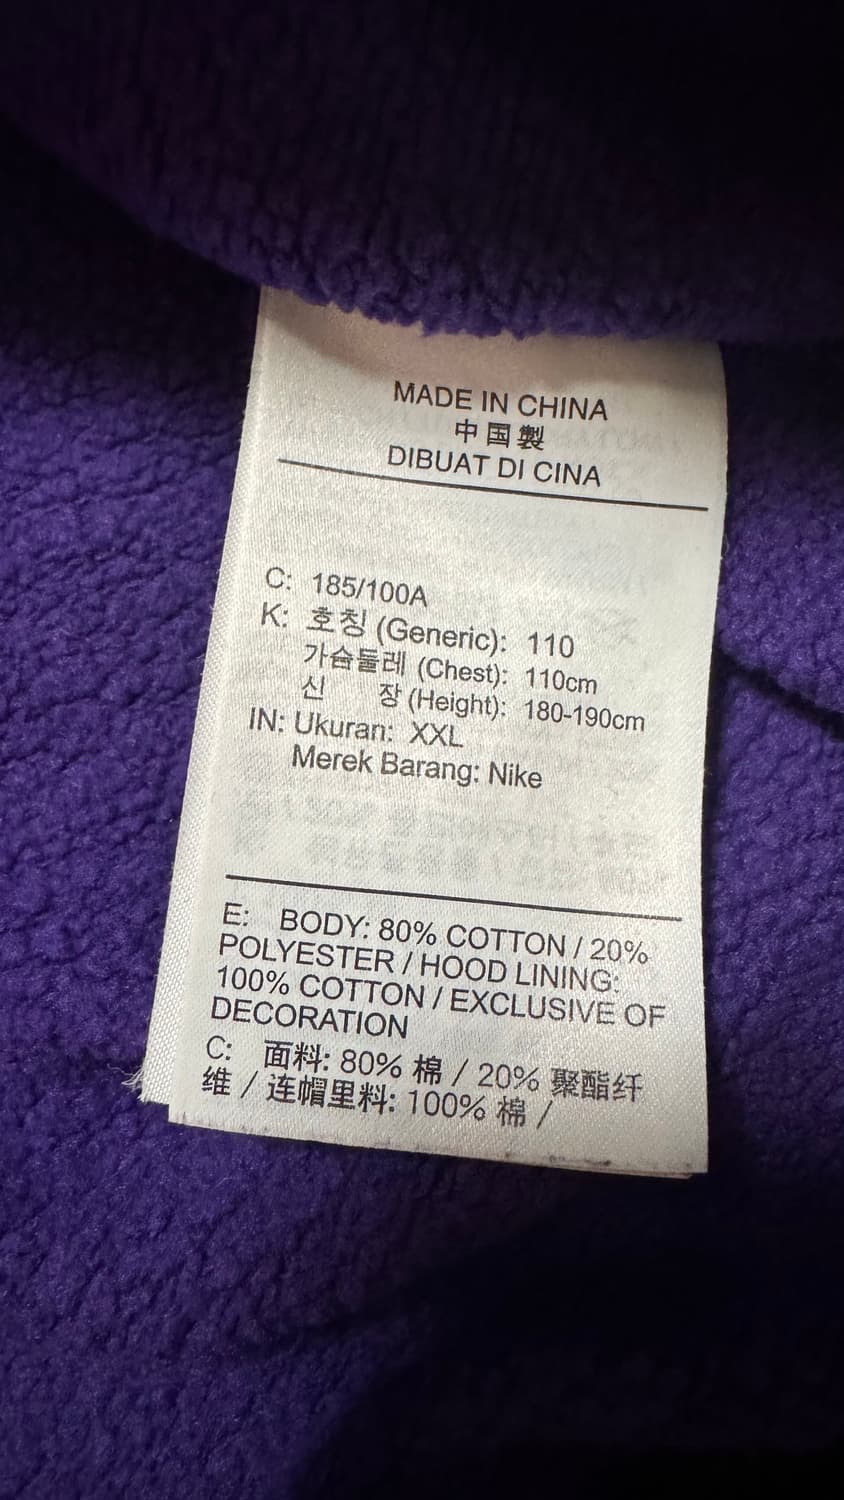 MADE IN CHINA
中国製
DIBUAT DI CINA
C: 185/100A
K: 호칭 (Generic): 110
가슴둘레 (Chest): 110cm
신 장 (Height): 180-190cm
IN: Ukuran: XXL
Merek Barang: Nike
E: BODY: 80% COTTON / 20%
POLYESTER / HOOD LINING:
100% COTTON / EXCLUSIVE OF
DECORATION
C: 面料: 80% 棉 / 20% 聚酯纤
维 / 连帽里料: 100% 棉 /